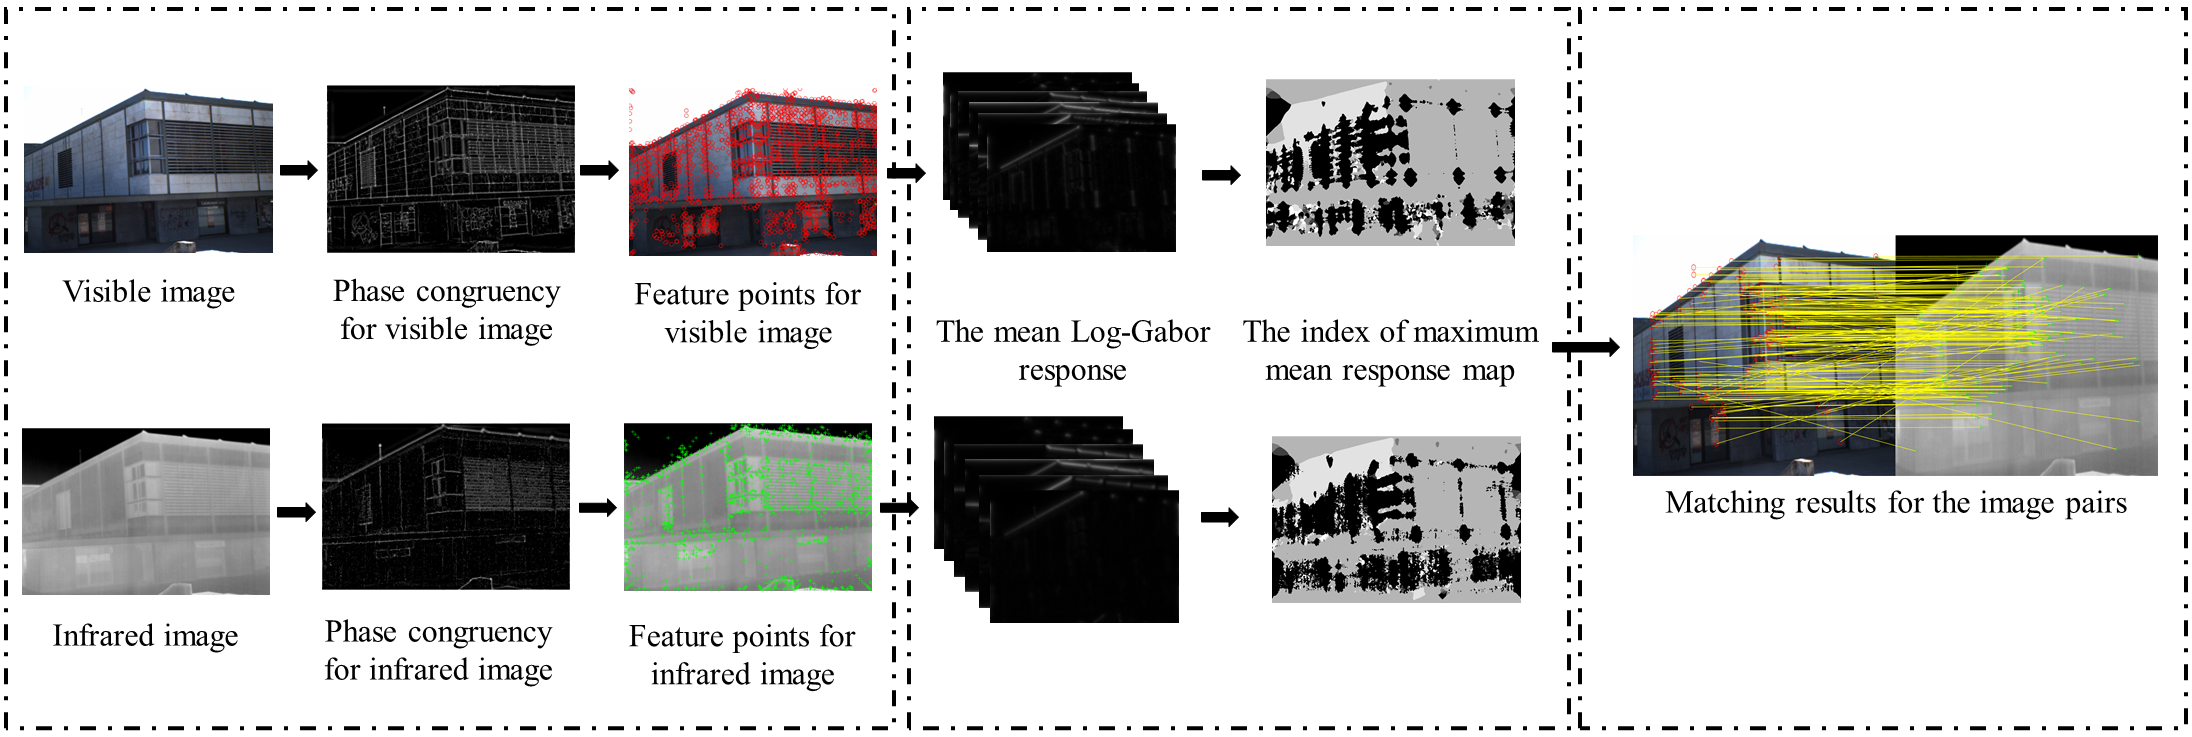 Visible image
Phase congruency
for visible image
Feature points for
visible image
The mean Log-Gabor
response
The index of maximum
mean response map
Matching results for the image pairs
Infrared image
Phase congruency
for infrared image
Feature points for
infrared image